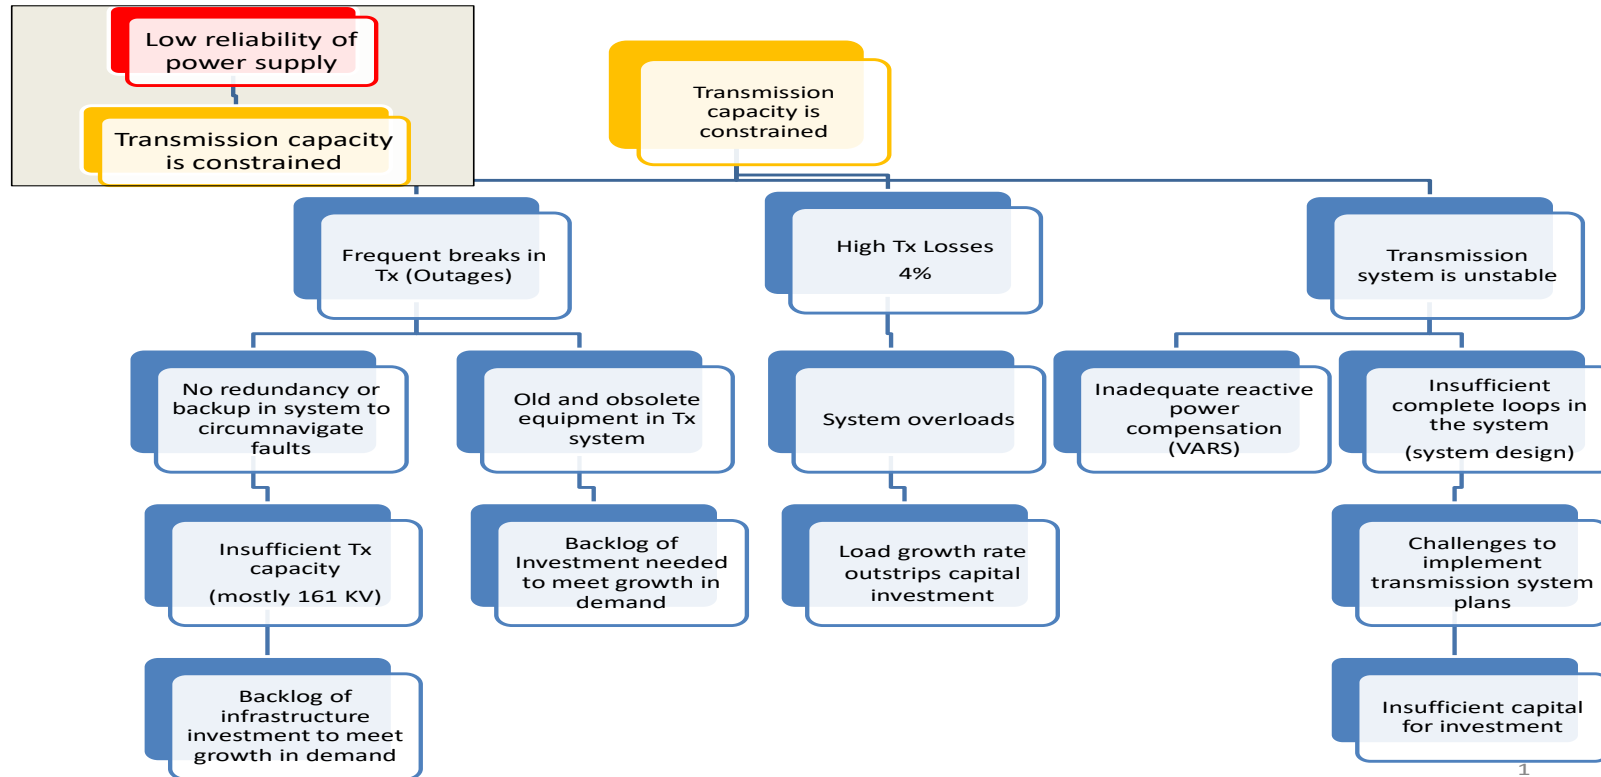 Low reliability of
power supply
Transmission capacity
is constrained
Transmission
capacity is
constrained
Frequent breaks in
Tx (Outages)
High Tx Losses
4%
Transmission
system is unstable
No redundancy or
backup in system to
circumnavigate
faults
Old and obsolete
equipment in Tx
system
System overloads
Inadequate reactive
power
compensation
(VARS)
Insufficient
complete loops in
the system
(system design)
Insufficient Tx
capacity
(mostly 161 KV)
Backlog of
Investment needed
to meet growth in
demand
Load growth rate
outstrips capital
investment
Challenges to
implement
transmission system
plans
Backlog of
infrastructure
investment to meet
growth in demand
Insufficient capital
for investment
1